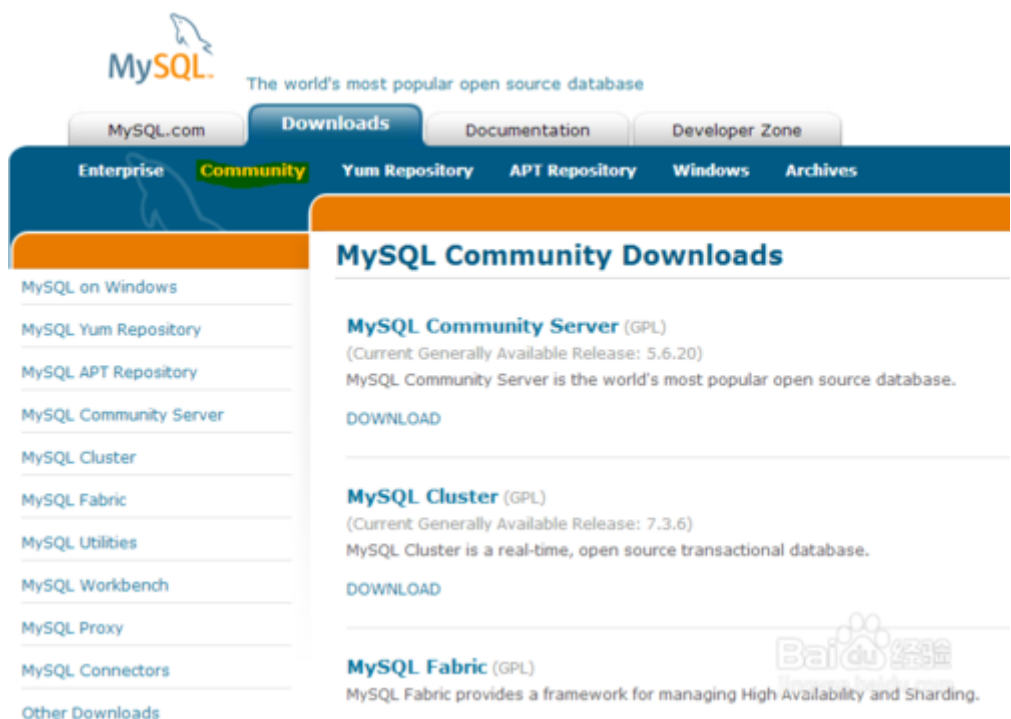 MySQL
The world's most popular open source database
MySQL.com
Downloads
Documentation
Developer Zone
Enterprise
Community
Yum Repository
APT Repository
Windows
Archives
MySQL on Windows
MySQL Yum Repository
MySQL APT Repository
MySQL Community Server
MySQL Cluster
MySQL Fabric
MySQL Utilities
MySQL Workbench
MySQL Proxy
MySQL Connectors
Other Downloads
MySQL Community Downloads
MySQL Community Server (GPL)
(Current Generally Available Release: 5.6.20)
MySQL Community Server is the world's most popular open source database.
DOWNLOAD
MySQL Cluster (GPL)
(Current Generally Available Release: 7.3.6)
MySQL Cluster is a real-time, open source transactional database.
DOWNLOAD
MySQL Fabric (GPL)
MySQL Fabric provides a framework for managing High Availability and Sharding.
Baidu 经验